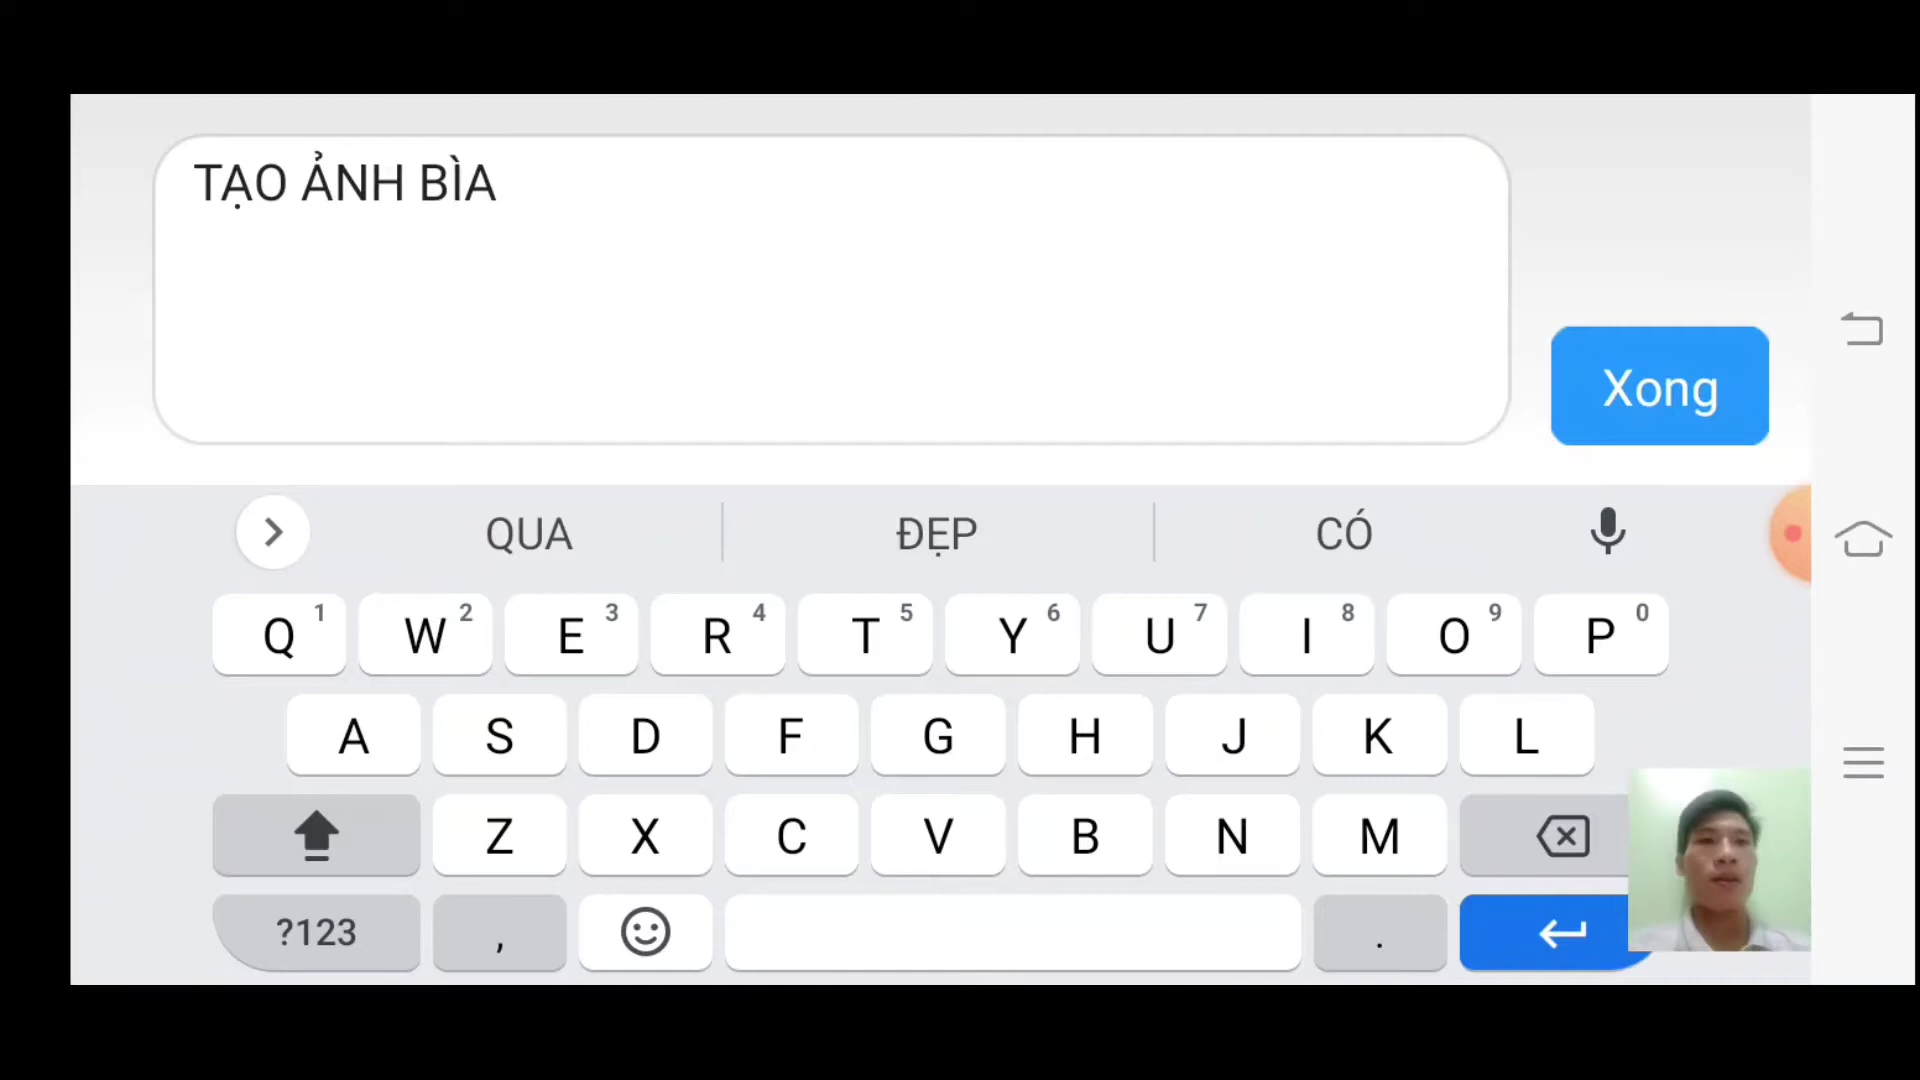 TẠO ẢNH BÌA
Xong
QUA ĐẸP CÓ
Q 1 W 2 E 3 R 4 T 5 Y 6 U 7 I 8 O 9 P 0
A S D F G H J K L
Z X C V B N M
?123 , .